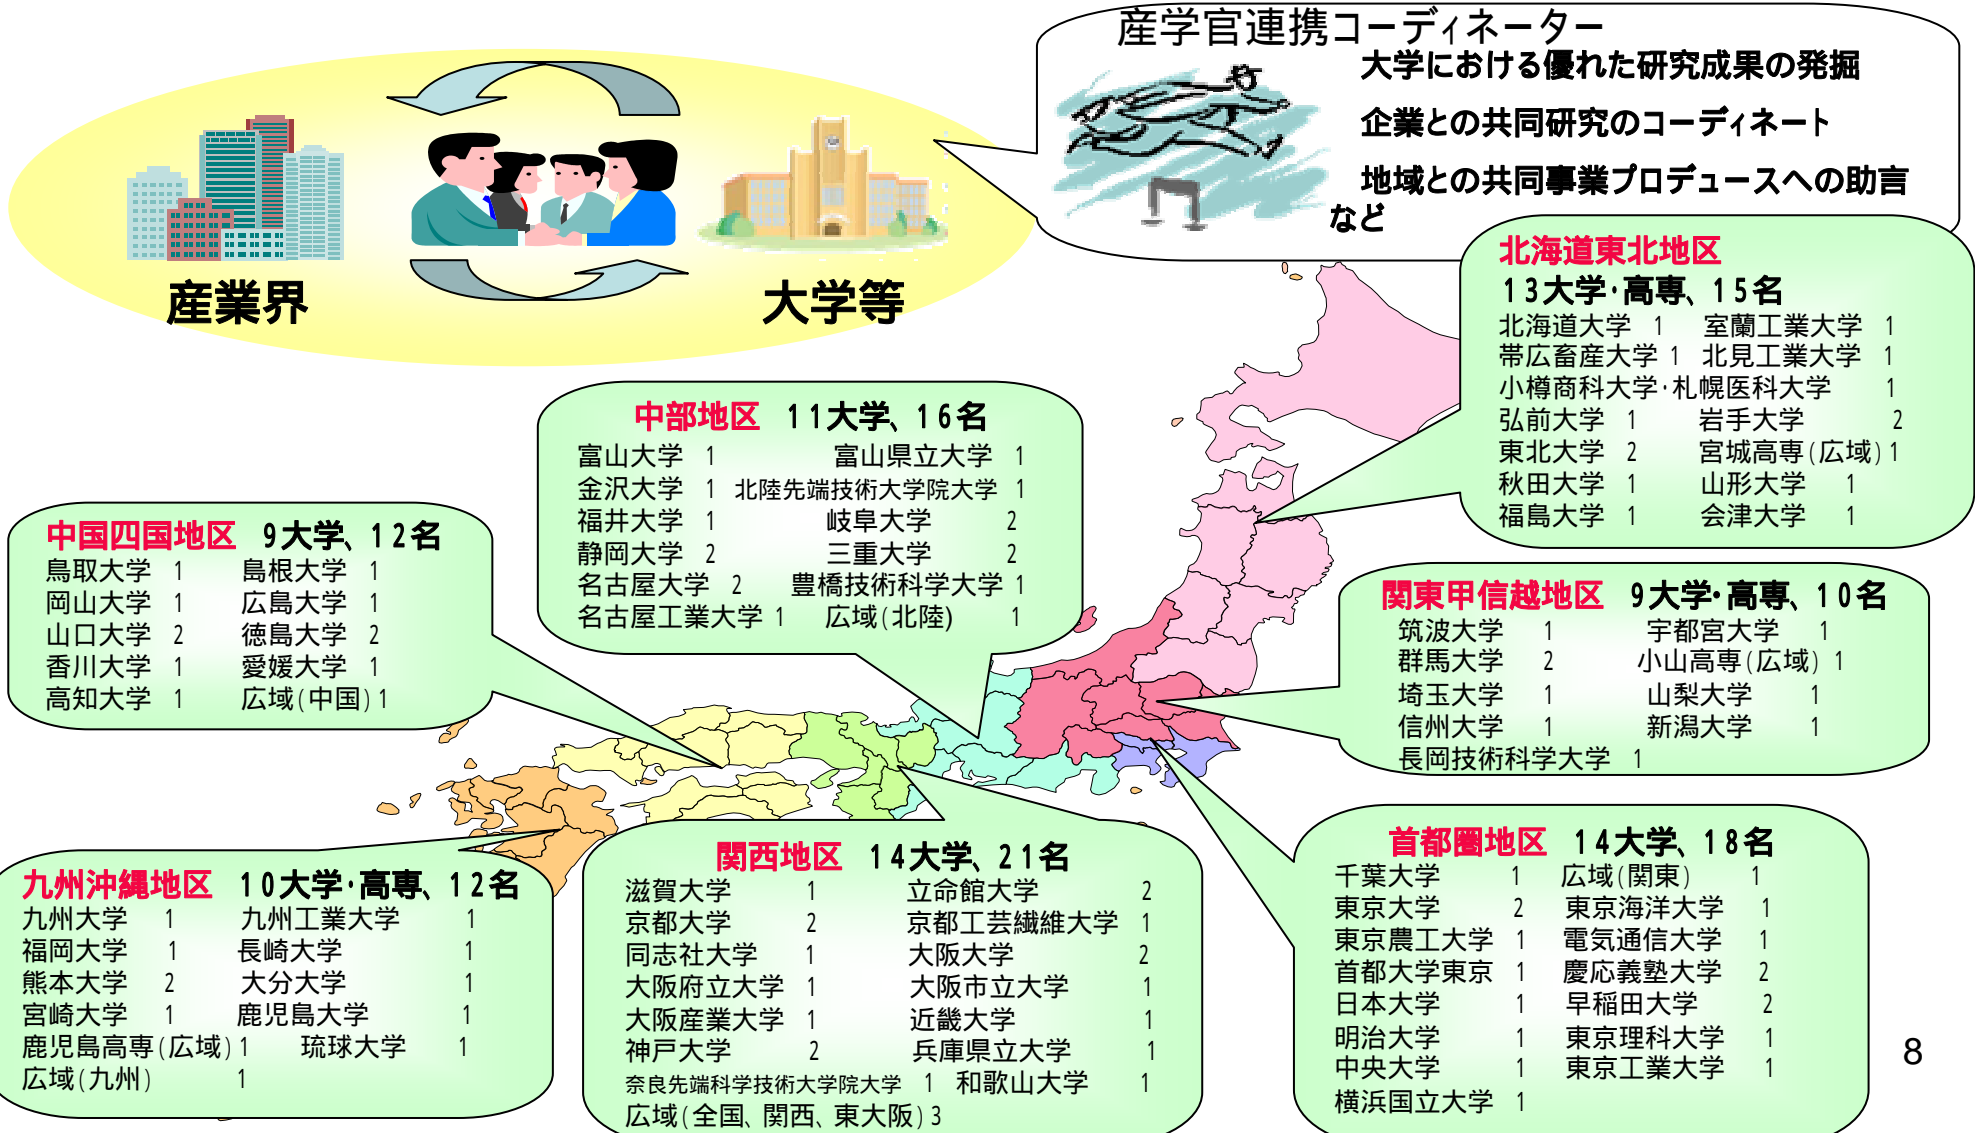 産学官連携コーディネーター
大学における優れた研究成果の発掘
企業との共同研究のコーディネート
地域との共同事業プロデュースへの助言
など
産業界
大学等
北海道東北地区
13大学・高専、15名
北海道大学 1 室蘭工業大学 1
帯広畜産大学 1 北見工業大学 1
小樽商科大学・札幌医科大学 1
弘前大学 1 岩手大学 2
東北大学 2 宮城高専(広域) 1
秋田大学 1 山形大学 1
福島大学 1 会津大学 1
中部地区 11大学、16名
富山大学 1 富山県立大学 1
金沢大学 1 北陸先端技術大学院大学 1
福井大学 1 岐阜大学 2
静岡大学 2 三重大学 2
名古屋大学 2 豊橋技術科学大学 1
名古屋工業大学 1 広域(北陸) 1
中国四国地区 9大学、12名
鳥取大学 1 島根大学 1
岡山大学 1 広島大学 1
山口大学 2 徳島大学 2
香川大学 1 愛媛大学 1
高知大学 1 広域(中国) 1
関東甲信越地区 9大学・高専、10名
筑波大学 1 宇都宮大学 1
群馬大学 2 小山高専(広域) 1
埼玉大学 1 山梨大学 1
信州大学 1 新潟大学 1
長岡技術科学大学 1
九州沖縄地区 10大学・高専、12名
九州大学 1 九州工業大学 1
福岡大学 1 長崎大学 1
熊本大学 2 大分大学 1
宮崎大学 1 鹿児島大学 1
鹿児島高専(広域) 1 琉球大学 1
広域(九州) 1
関西地区 14大学、21名
滋賀大学 1 立命館大学 2
京都大学 2 京都工芸繊維大学 1
同志社大学 1 大阪大学 2
大阪府立大学 1 大阪市立大学 1
大阪産業大学 1 近畿大学 1
神戸大学 2 兵庫県立大学 1
奈良先端科学技術大学院大学 1 和歌山大学 1
広域(全国、関西、東大阪) 3
首都圏地区 14大学、18名
千葉大学 1 広域(関東) 1
東京大学 2 東京海洋大学 1
東京農工大学 1 電気通信大学 1
首都大学東京 1 慶応義塾大学 2
日本大学 1 早稲田大学 2
明治大学 1 東京理科大学 1
中央大学 1 東京工業大学 1
横浜国立大学 1
8